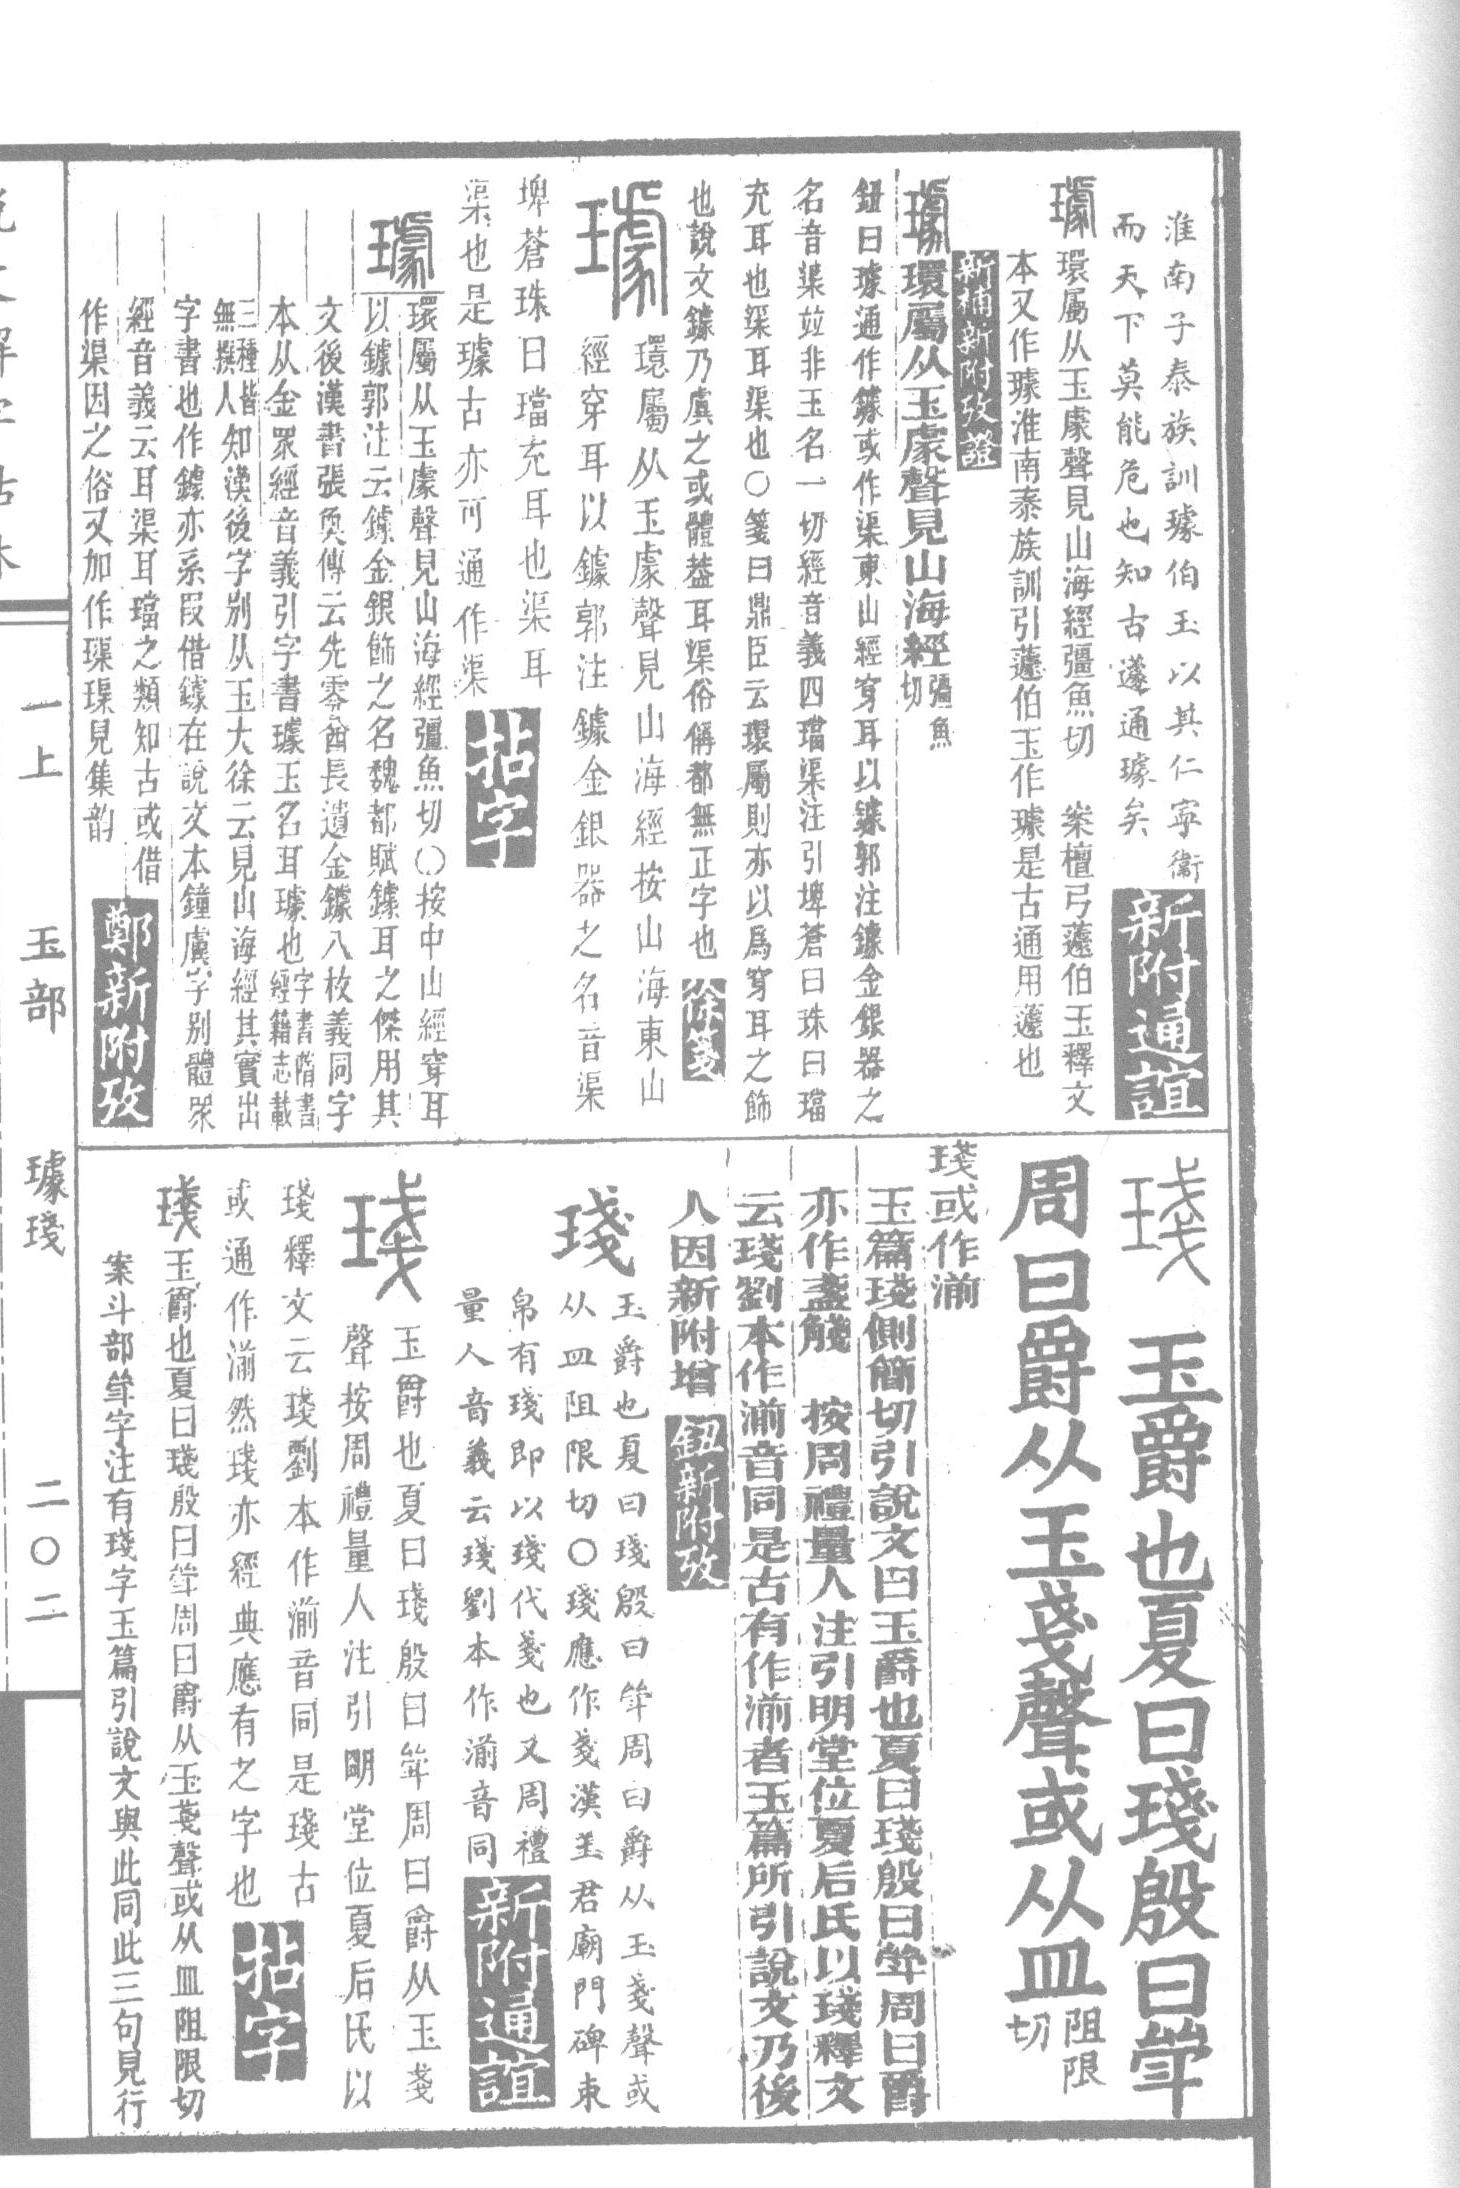 淮南子泰族訓璩伯玉以其仁寧衞
而天下莫能危也知古蘧通璩矣
新附通誼
璩
環屬从玉豦聲見山海經彊魚切　案檀弓蘧伯玉釋文
本又作璩淮南泰族訓引蘧伯玉作璩是古通用蘧也
新補新附攷證
璩環屬从玉豦聲見山海經彊魚切
鈕曰璩通作鐻或作渠東山經穿耳以鐻郭注鐻金銀器之
名音渠竝非玉名一切經音義四璫渠注引埤蒼曰珠曰璫
充耳也渠耳渠也○箋曰鼎臣云環屬則亦以爲穿耳之飾
也說文鐻乃虡之或體葢耳渠俗偁都無正字也
徐箋
璩
環屬从玉豦聲見山海經按山海東山
經穿耳以鐻郭注鐻金銀器之名音渠
埤蒼珠曰璫充耳也渠耳
渠也是璩古亦可通作渠
拈字
璩
環屬从玉豦聲見山海經彊魚切○按中山經穿耳
以鐻郭注云鐻金銀飾之名魏都賦鐻耳之傑用其
文後漢書張奐傳云先零酋長遺金鐻八枚義同字
本从金眾經音義引字書璩玉名耳璩也字書隋書經籍志載
三種皆無撰人知漢後字別从玉大徐云見山海經其實出
字書也作鐻亦系叚借鐻在說文本鐘虡字別體眾
經音義云耳渠耳璫之類知古或借
作渠因之俗又加作璖璖見集韵
鄭新附攷
琖
玉爵也夏曰琖殷曰斝
周曰爵从玉戔聲或从皿阻限切
琖或作湔
玉篇琖側簡切引說文曰玉爵也夏曰琖殷曰斝周曰爵
亦作盞觴　按周禮量人注引明堂位夏后氏以琖釋文
云琖劉本作湔音同是古有作湔者玉篇所引說文乃後
人因新附增
鈕新附攷
琖
玉爵也夏曰琖殷曰斝周曰爵从玉戔聲或
从皿阻限切○琖應作戔漢韭君廟門碑束
帛有琖即以琖代戔也又周禮
量人音義云琖劉本作湔音同
新附通誼
琖
玉爵也夏曰琖殷曰斝周曰爵从玉戔
聲按周禮量人注引明堂位夏后氏以
琖釋文云琖劉本作湔音同是琖古
或通作湔然琖亦經典應有之字也
拈字
琖
玉爵也夏曰琖殷曰斝周曰爵从玉戔聲或从皿阻限切
案斗部斝字注有琖字玉篇引說文與此同此三句見行
一上　玉部　璩琖　二〇二